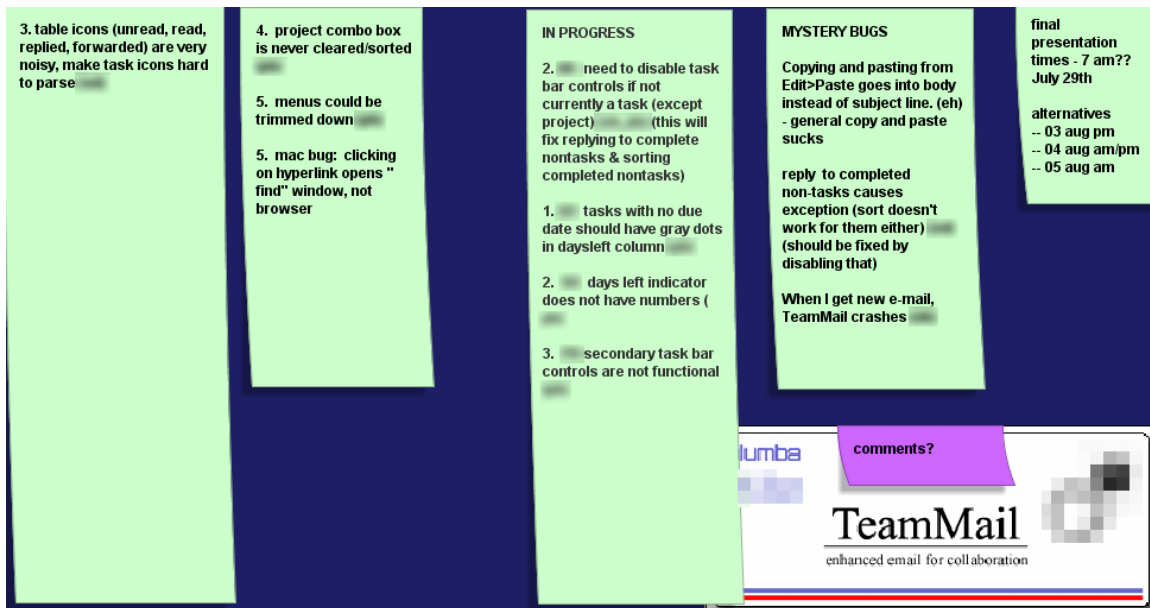 3. table icons (unread, read,
replied, forwarded) are very
noisy, make task icons hard
to parse
4. project combo box
is never cleared/sorted
5. menus could be
trimmed down
5. mac bug: clicking
on hyperlink opens "
find" window, not
browser
IN PROGRESS
2. need to disable task
bar controls if not
currently a task (except
project) (this will
fix replying to complete
nontasks & sorting
completed nontasks)
1. tasks with no due
date should have gray dots
in daysleft column
2. days left indicator
does not have numbers (
3. secondary task bar
controls are not functional
MYSTERY BUGS
Copying and pasting from
Edit>Paste goes into body
instead of subject line. (eh)
- general copy and paste
sucks
reply to completed
non-tasks causes
exception (sort doesn't
work for them either)
(should be fixed by
disabling that)
When I get new e-mail,
TeamMail crashes
final
presentation
times - 7 am??
July 29th
alternatives
-- 03 aug pm
-- 04 aug am/pm
-- 05 aug am
comments?
lumba
TeamMail
enhanced email for collaboration